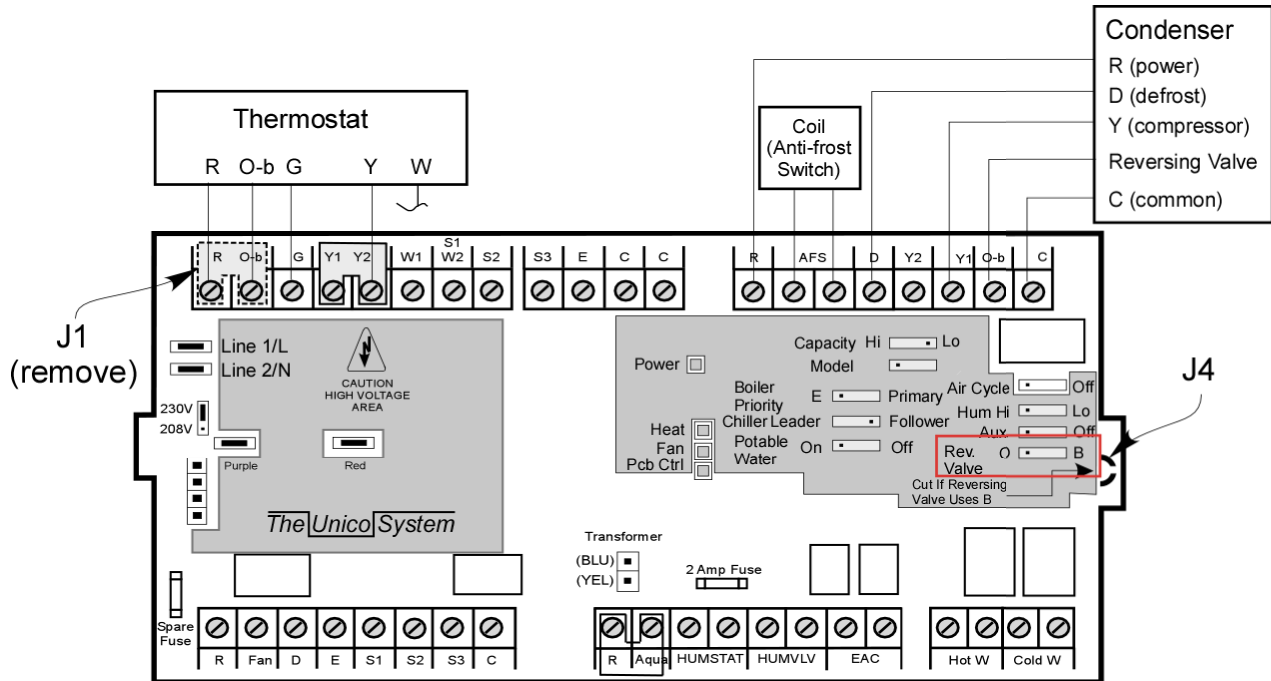 Condenser
R (power)
D (defrost)
Y (compressor)
Reversing Valve
C (common)
Thermostat
R O-b G Y W
Coil
(Anti-frost
Switch)
R O-b G Y1 Y2 W1 S1 W2 S2 S3 E C C
R AFS D Y2 Y1 O-b C
J1
(remove)
Line 1/L
Line 2/N
CAUTION
HIGH VOLTAGE
AREA
230V
208V
Purple
Red
The Unico System
Power
Heat
Fan
Pcb Ctrl
Capacity Hi Lo
Model
Boiler
Priority E Primary
Chiller Leader Follower
Potable
Water On Off
Air Cycle Off
Hum Hi Lo
Aux Off
Rev.
Valve O B
Cut If Reversing
Valve Uses B
J4
Transformer
(BLU)
(YEL)
2 Amp Fuse
Spare
Fuse
R Fan D E S1 S2 S3 C
R Aqua HUMSTAT HUMVLV EAC
Hot W Cold W